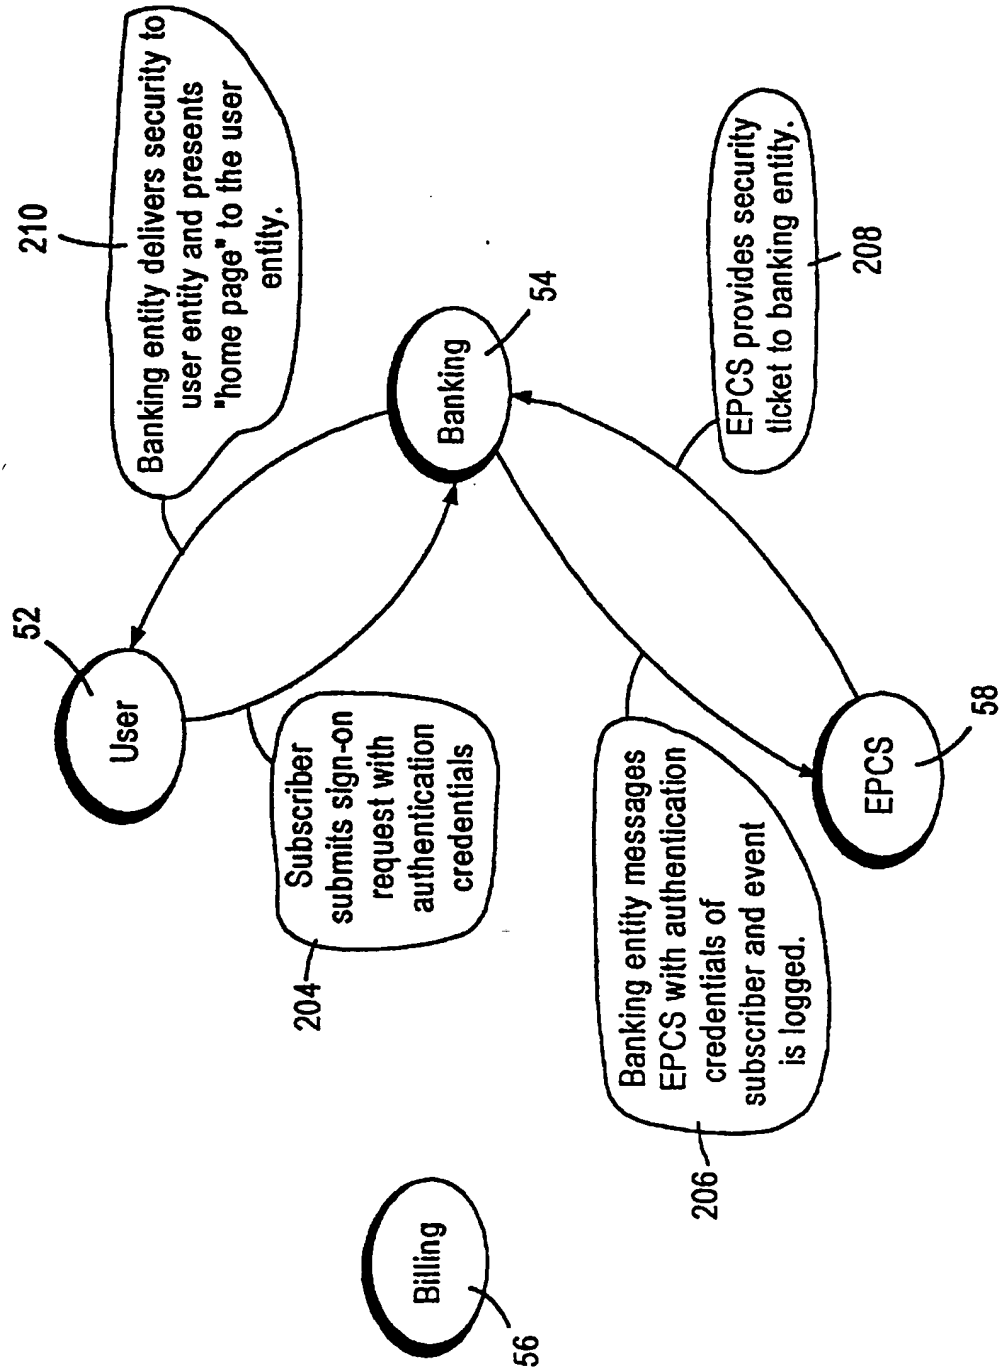 210
Banking entity delivers security to
user entity and presents
"home page" to the user
entity.
52
User
Banking
54
Subscriber
submits sign-on
request with
authentication
credentials
204
EPCS provides security
ticket to banking entity.
208
Banking entity messages
EPCS with authentication
credentials of
subscriber and event
is logged.
206
EPCS
58
Billing
56